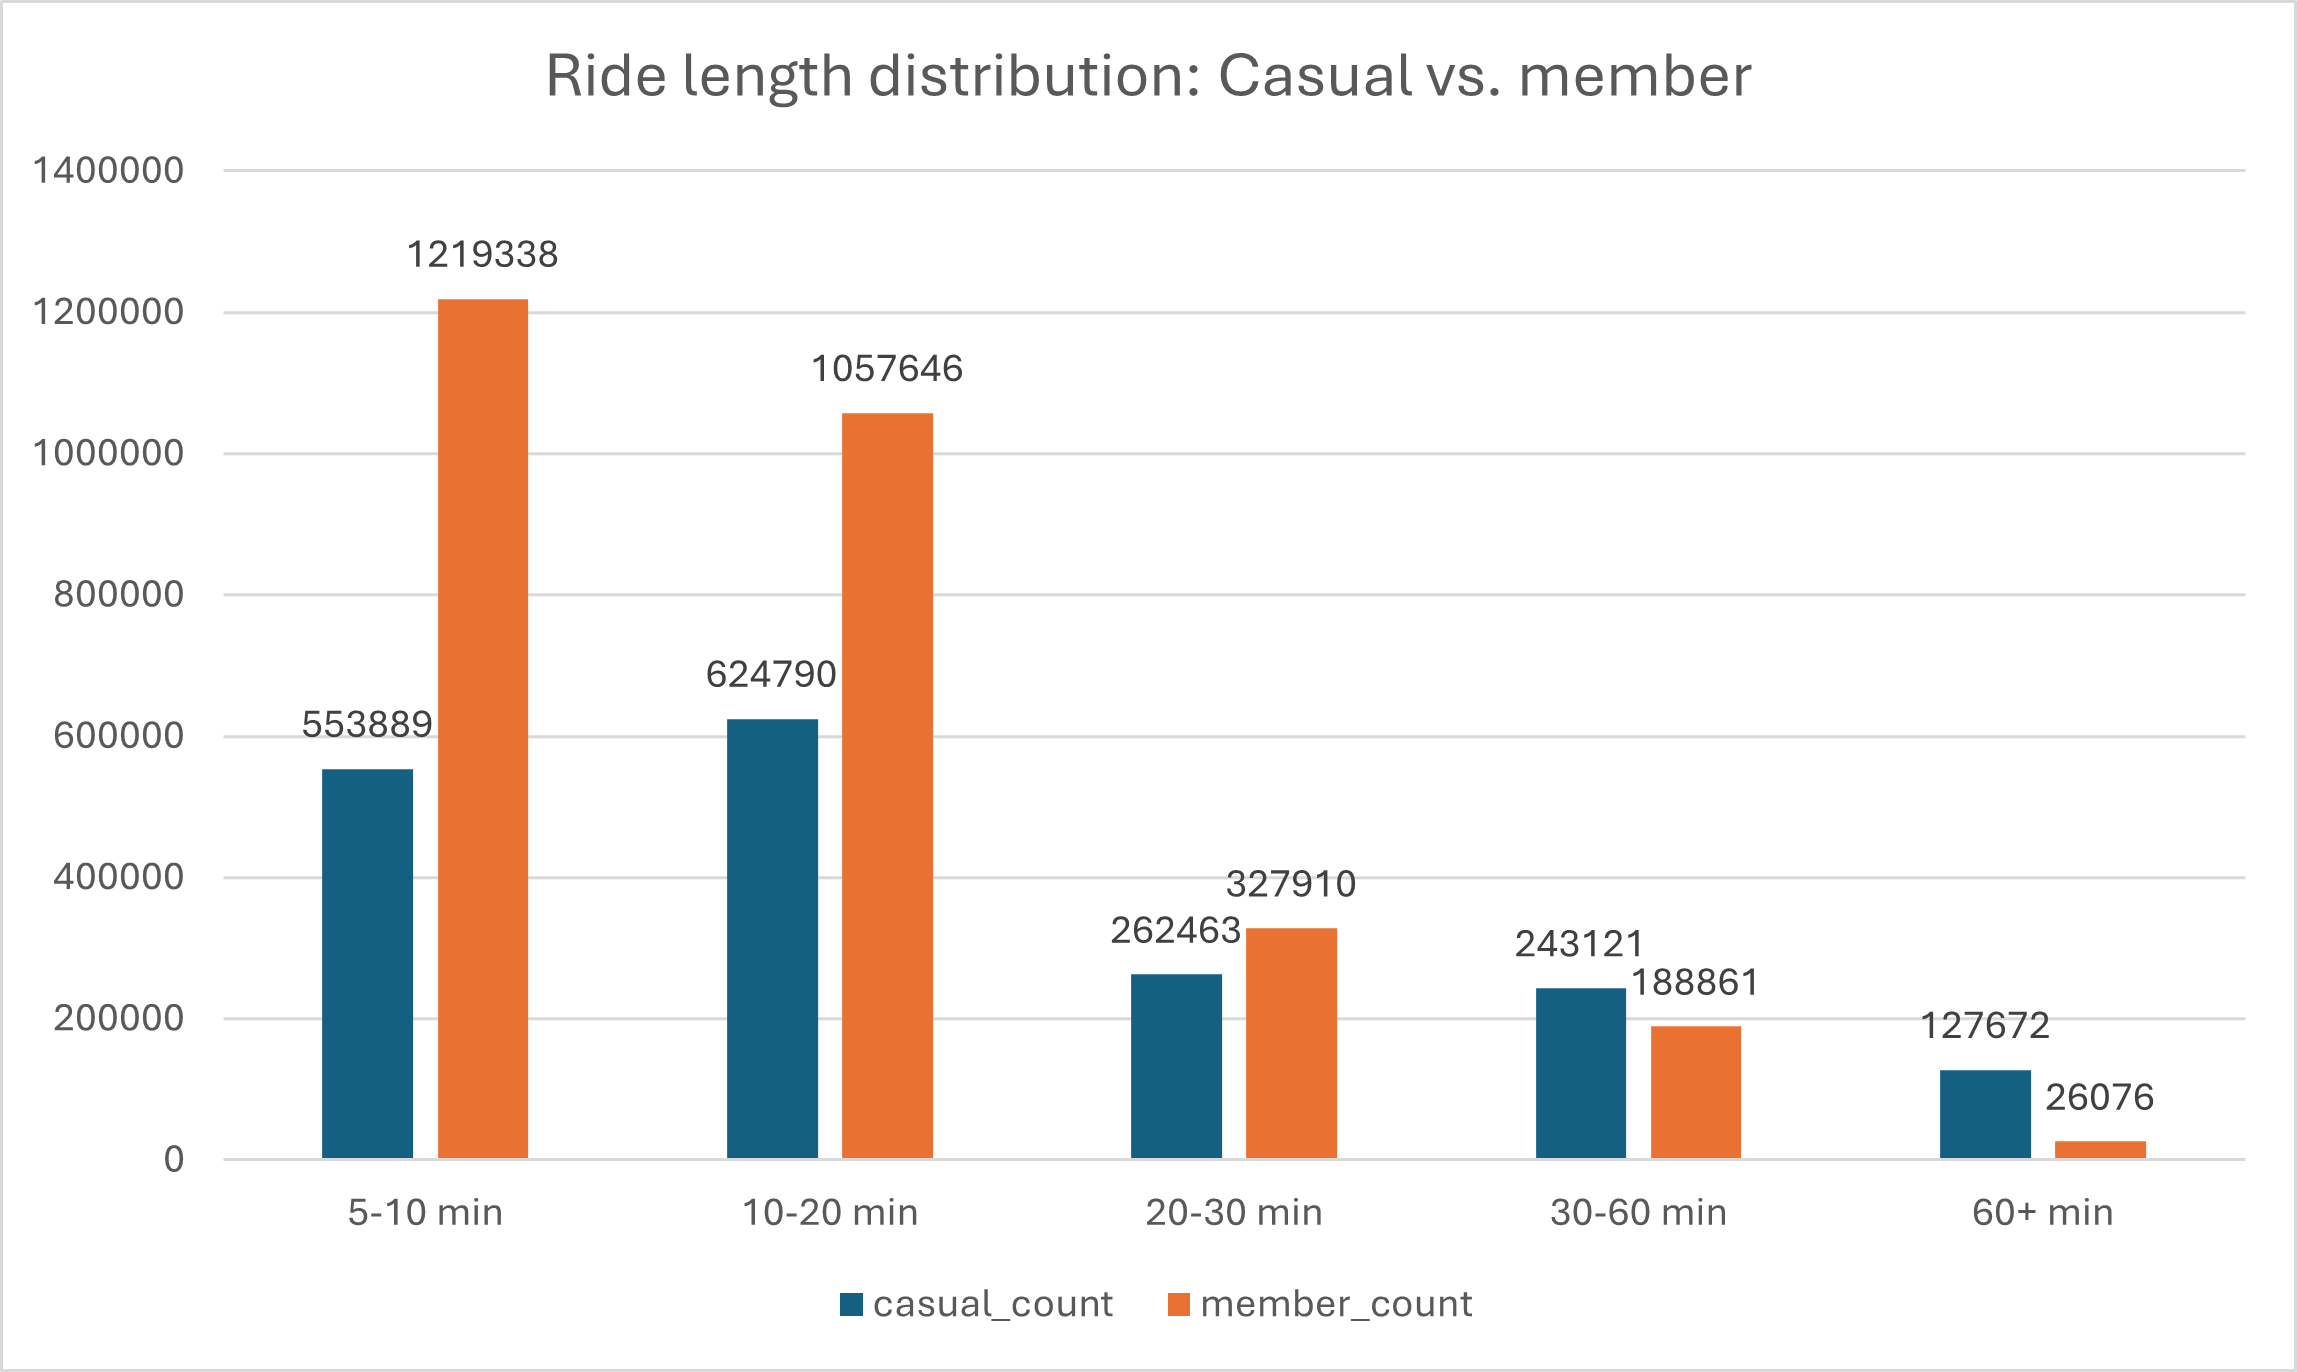 Ride length distribution: Casual vs. member
1400000
1200000
1000000
800000
600000
400000
200000
0
1219338
1057646
624790
553889
327910
262463
243121
188861
127672
26076
5-10 min
10-20 min
20-30 min
30-60 min
60+ min
casual_count
member_count